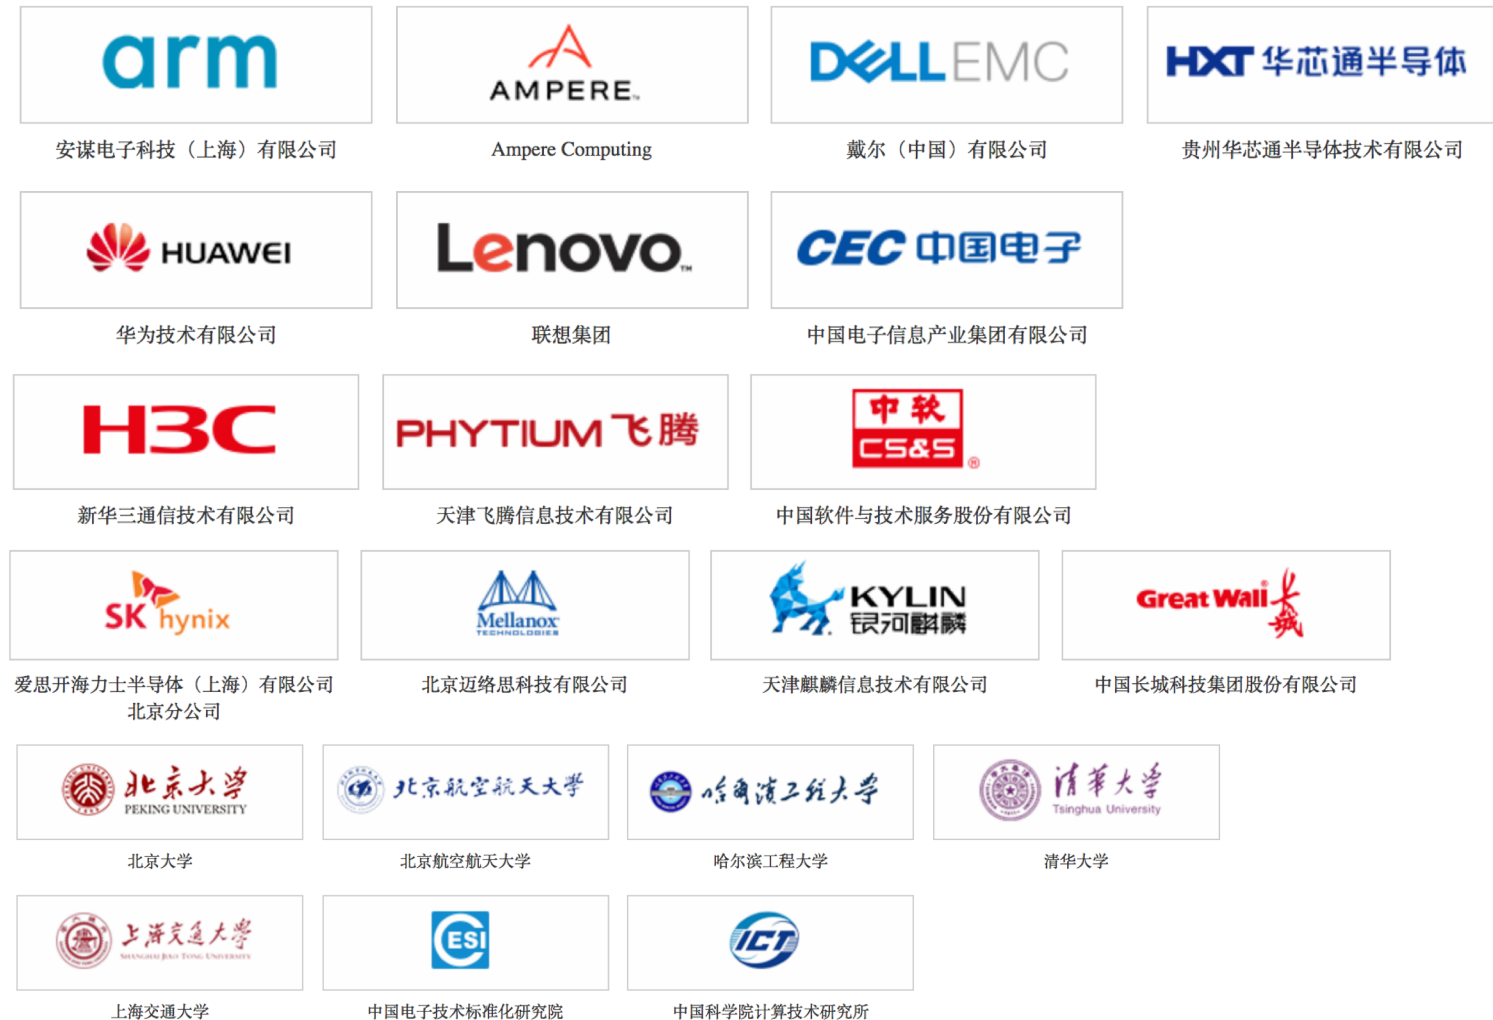 arm
AMPERE™
DELLEMC
HXT 华芯通半导体
安谋电子科技（上海）有限公司
Ampere Computing
戴尔（中国）有限公司
贵州华芯通半导体技术有限公司
HUAWEI
Lenovo™
CEC 中国电子
华为技术有限公司
联想集团
中国电子信息产业集团有限公司
H3C
PHYTIUM 飞腾
中软
CS&S®
新华三通信技术有限公司
天津飞腾信息技术有限公司
中国软件与技术服务股份有限公司
SK hynix
Mellanox
TECHNOLOGIES
KYLIN
银河麒麟
Great Wall® 长城
爱思开海力士半导体（上海）有限公司
北京分公司
北京迈络思科技有限公司
天津麒麟信息技术有限公司
中国长城科技集团股份有限公司
北京大学
PEKING UNIVERSITY
北京航空航天大学
哈尔滨工程大学
清華大学
Tsinghua University
北京大学
北京航空航天大学
哈尔滨工程大学
清华大学
上海交通大学
SHANGHAI JIAO TONG UNIVERSITY
CESI
ICT
上海交通大学
中国电子技术标准化研究院
中国科学院计算技术研究所